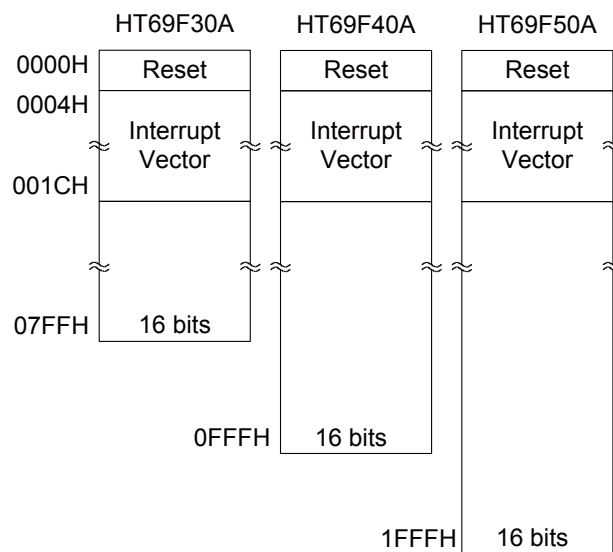 HT69F30A HT69F40A HT69F50A
0000H Reset Reset Reset
0004H
Interrupt Vector Interrupt Vector Interrupt Vector
001CH
07FFH 16 bits
0FFFH 16 bits
1FFFH 16 bits